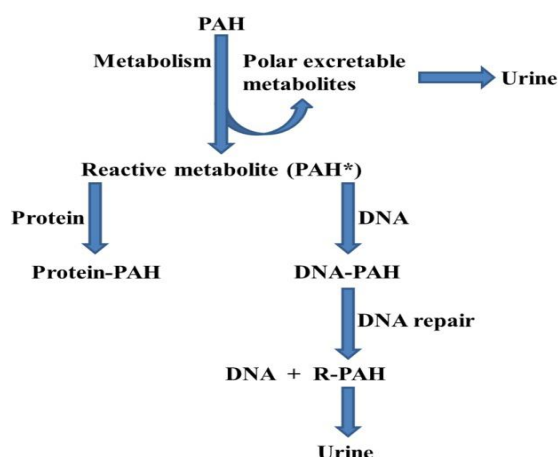 PAH
Metabolism
Polar excretable
metabolites
Urine
Reactive metabolite (PAH*)
Protein
DNA
Protein-PAH
DNA-PAH
DNA repair
DNA + R-PAH
Urine